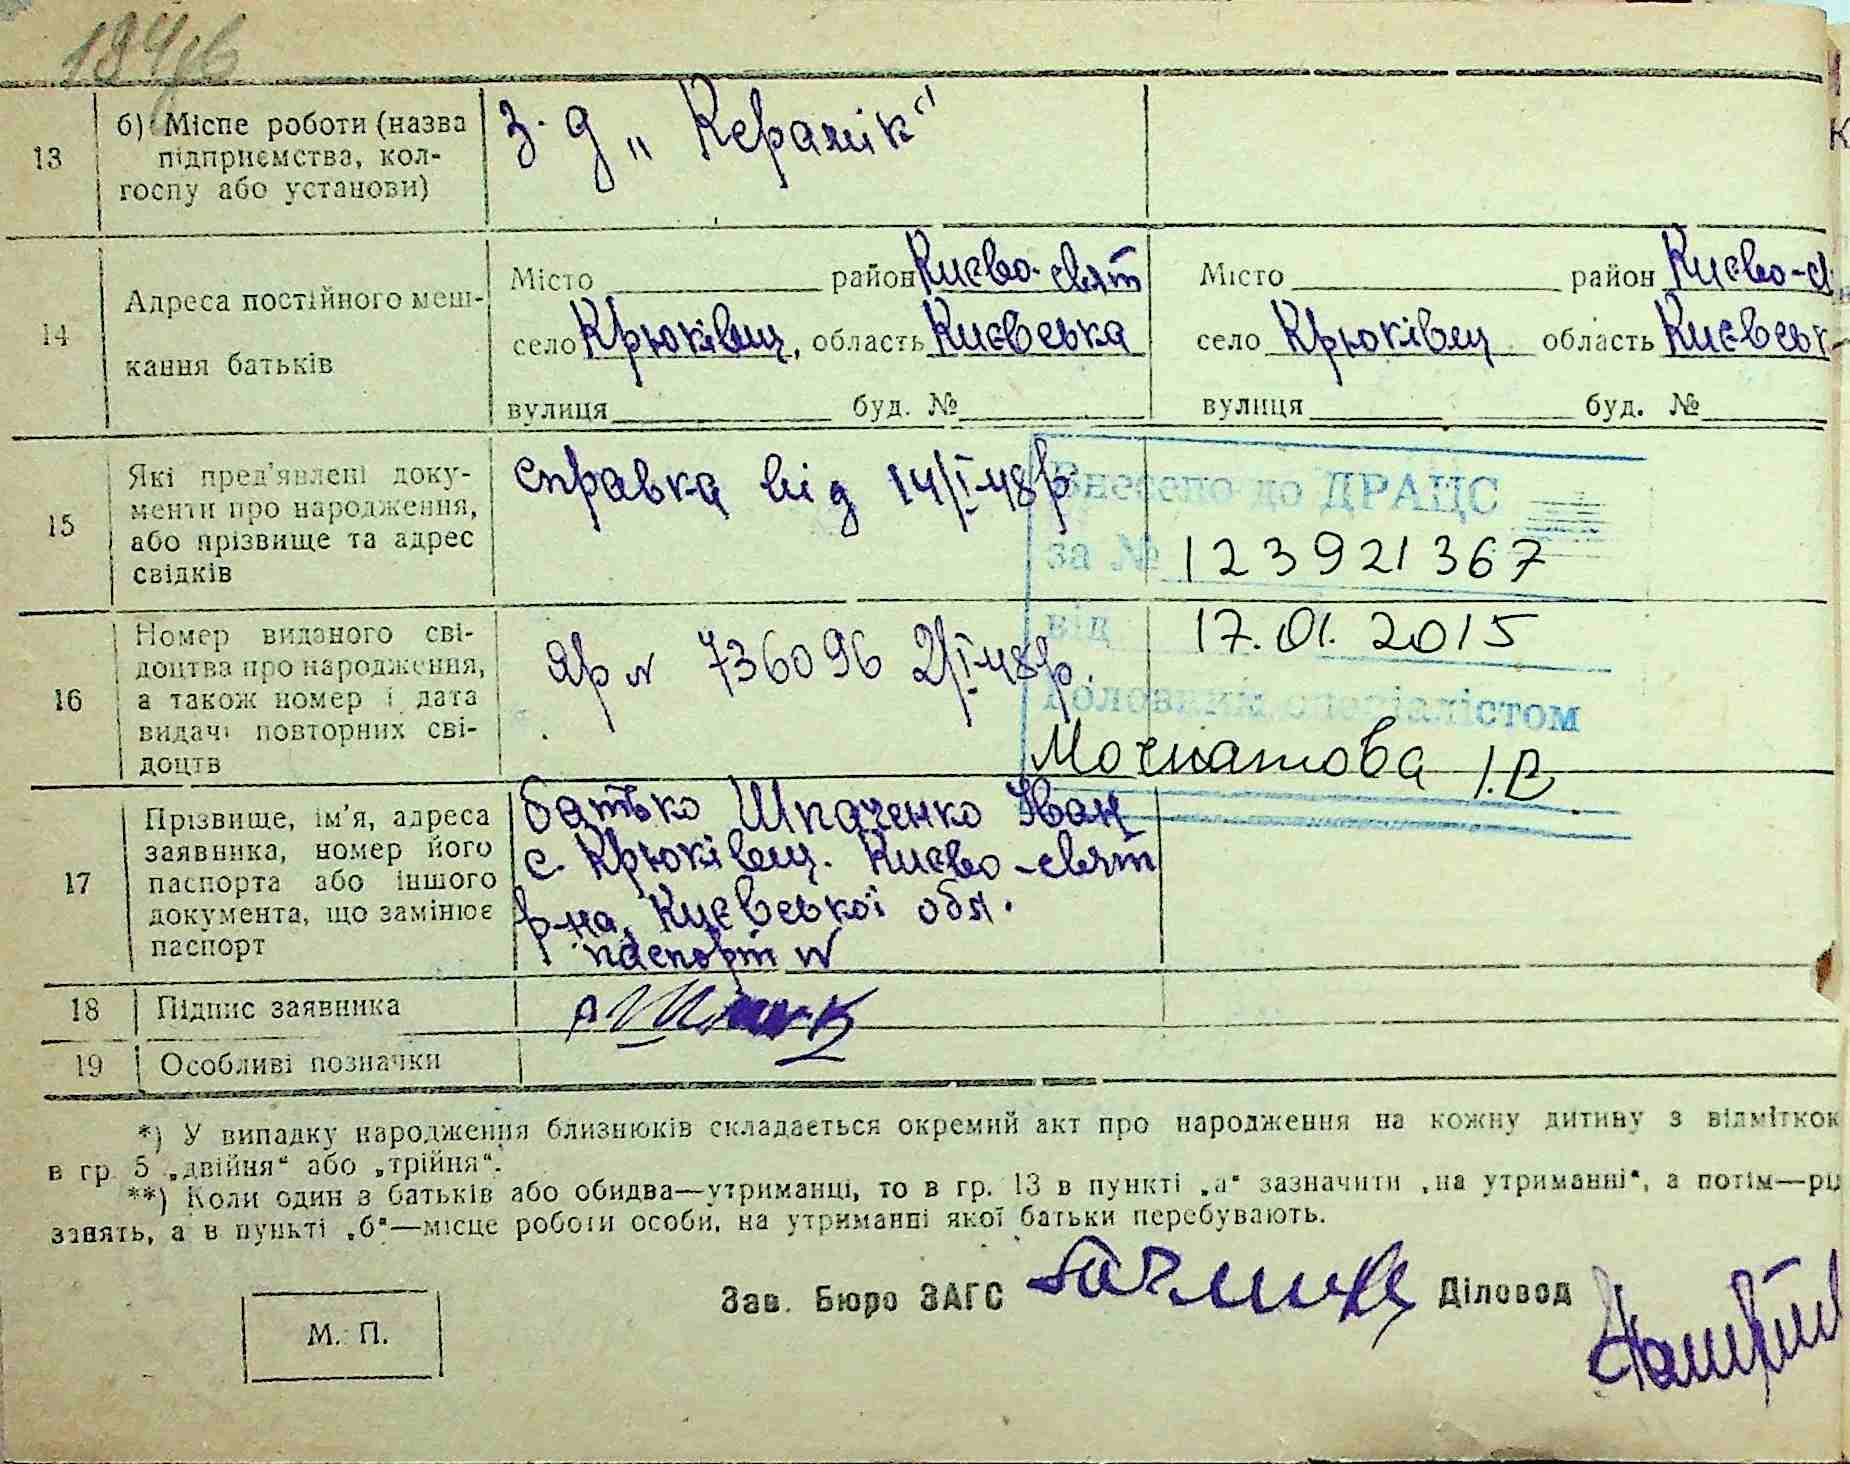 13
б) Місце роботи (назва
підприємства, кол-
госпу або установи)
З-д „Керамік"
14
Адреса постійного меш-
кання батьків
Місто район Києво-свят
село Крюківщ, область Києвська
вулиця буд. №
Місто район Києво-с
село Крюківщ область Києвськ
вулиця буд. №
15
Які пред'явлені доку-
менти про народження,
або прізвище та адрес
свідків
справка від 14/I-48р
Внесено до ДРАЦС
за № 123921367
від 17.01.2015
Головним спеціалістом
І.В.
16
Номер виданого сві-
доцтва про народження,
а також номер і дата
видачі повторних сві-
доцтв
№ 736096 2/I-48р.
17
Прізвище, ім'я, адреса
заявника, номер його
паспорта або іншого
документа, що замінює
паспорт
батько Шпаченко Іван
с. Крюківщ. Києво-свят
р-на, Києвської обл.
паспорт №
18
Підпис заявника
19
Особливі позначки
*) У випадку народження близнюків складається окремий акт про народження на кожну дитину з відміткою
в гр. 5 „двійня“ або „трійня“.
**) Коли один з батьків або обидва—утриманці, то в гр. 13 в пункті „а“ зазначити „на утриманні“, а потім—рід
занять, а в пункті „б“—місце роботи особи, на утриманні якої батьки перебувають.
Зав. Бюро ЗАГС Діловод
М. П.